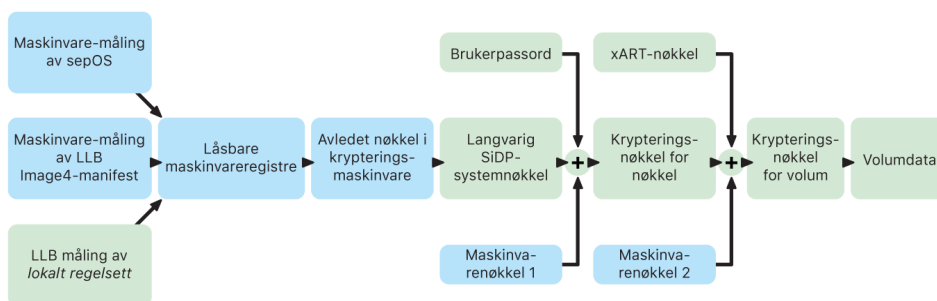 Maskinvare-måling
av sepOS
Brukerpassord
xART-nøkkel
Maskinvare-måling
av LLB
Image4-manifest
Låsbare
maskinvareregistre
Avledet nøkkel i
krypterings-
maskinvare
Langvarig
SiDP-
systemnøkkel
+
Krypterings-
nøkkel for
nøkkel
+
Krypterings-
nøkkel
for volum
Volumdata
LLB måling av
lokalt regelsett
Maskinva-
renøkkel 1
Maskinva-
renøkkel 2